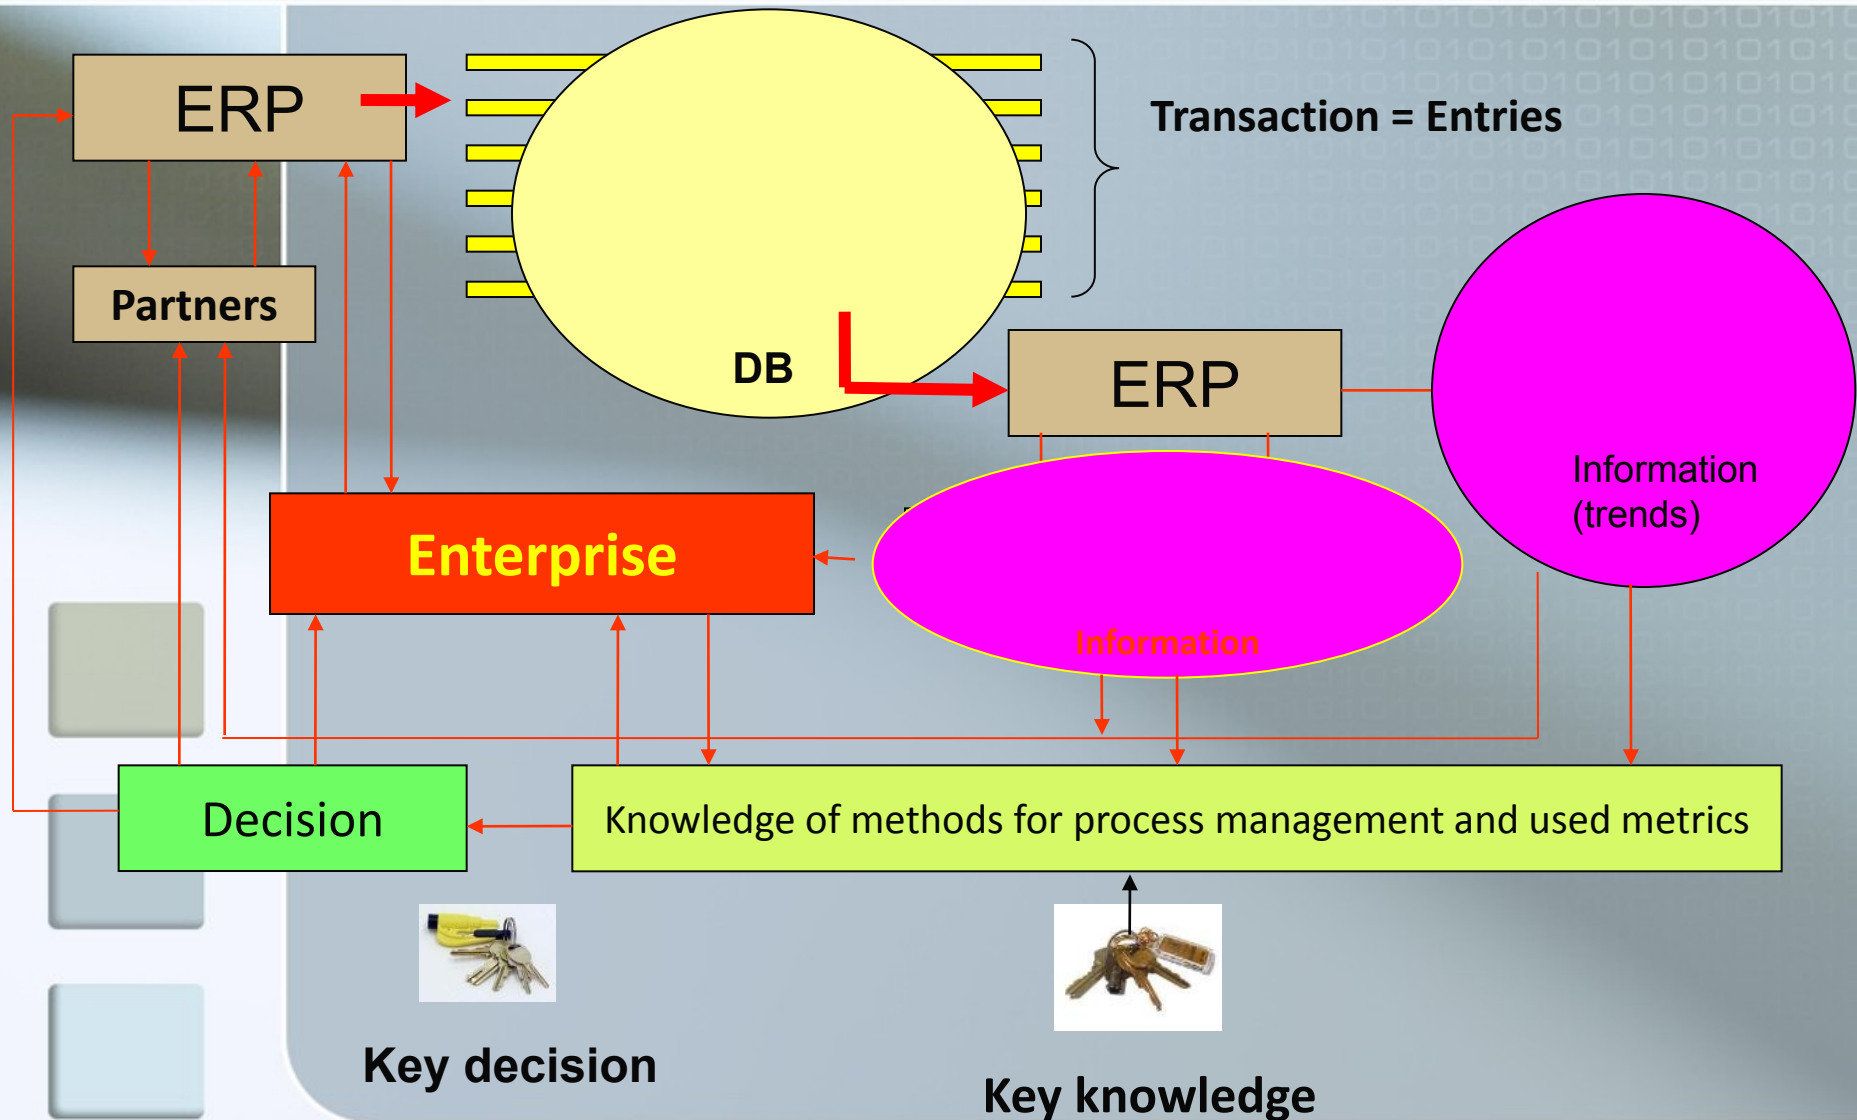 ERP
Transaction = Entries
Partners
DB
ERP
Information
(trends)
Enterprise
Information
Decision
Knowledge of methods for process management and used metrics
Key decision
Key knowledge